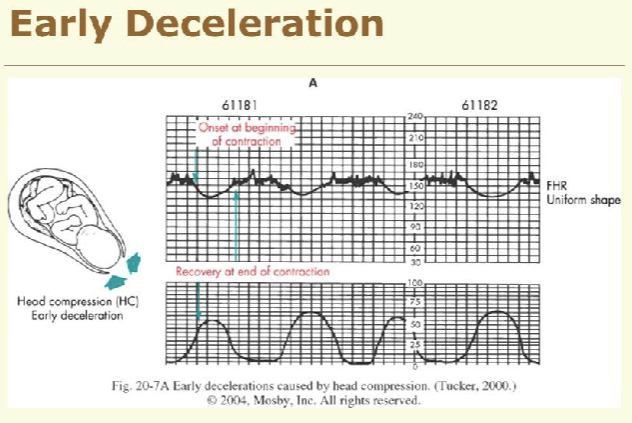 Early Deceleration
A
61181
61182
Onset at beginning
of contraction
240
210
180
150
120
90
60
30
FHR
Uniform shape
Recovery at end of contraction
100
75
50
25
0
Head compression (HC)
Early deceleration
Fig. 20-7A Early decelerations caused by head compression. (Tucker, 2000.)
© 2004, Mosby, Inc. All rights reserved.